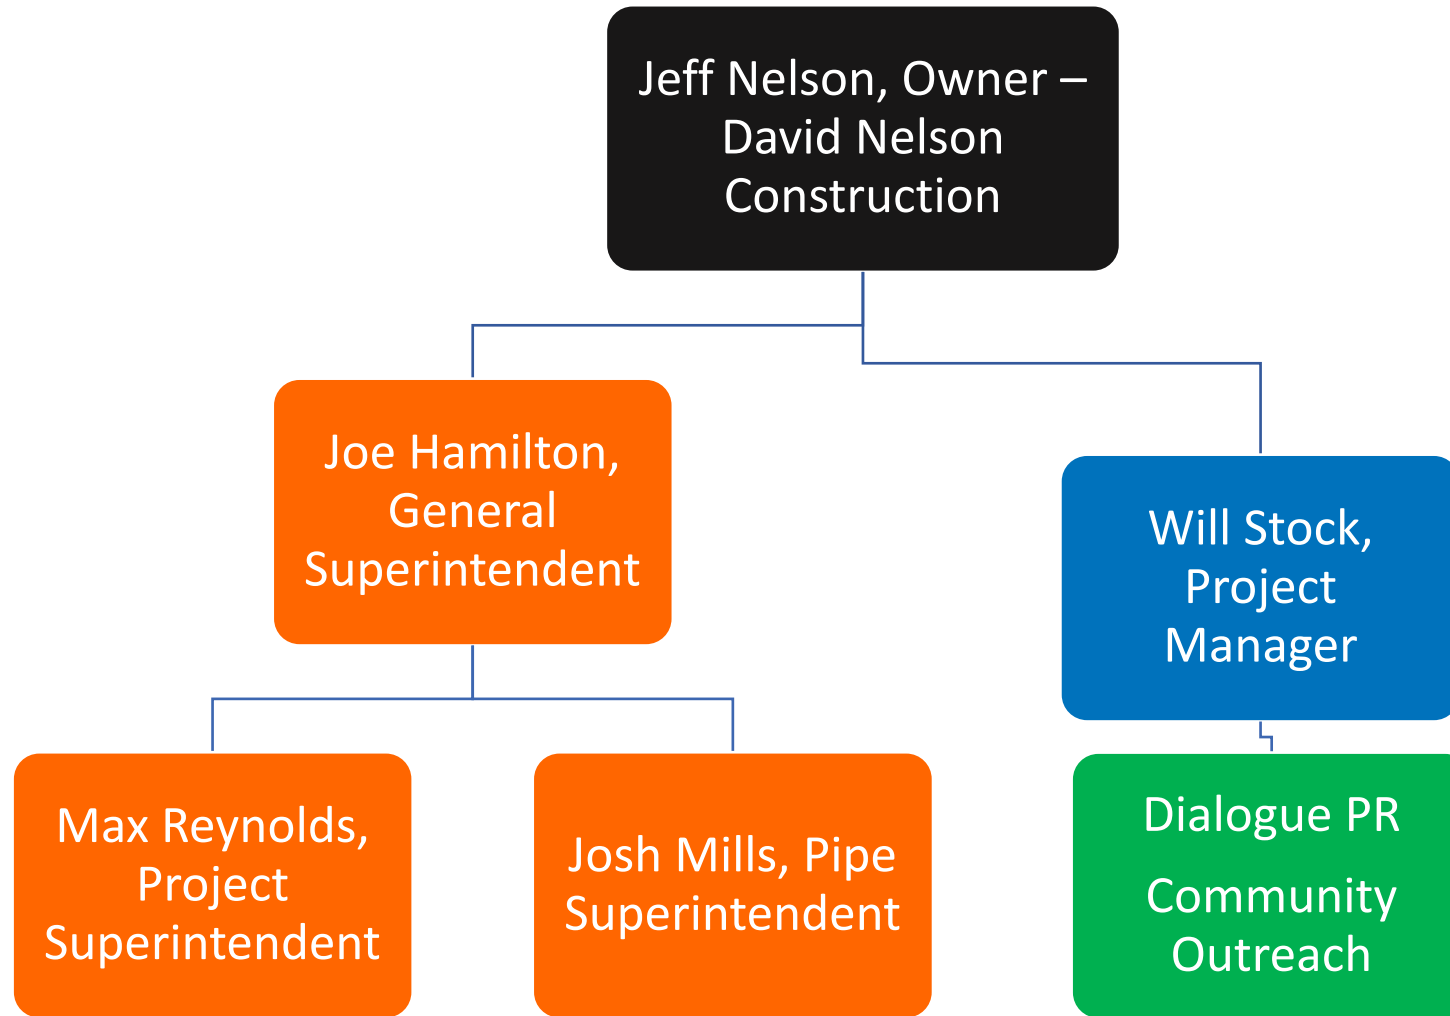 Jeff Nelson, Owner –
David Nelson
Construction
Joe Hamilton,
General
Superintendent
Will Stock,
Project
Manager
Max Reynolds,
Project
Superintendent
Josh Mills, Pipe
Superintendent
Dialogue PR
Community
Outreach